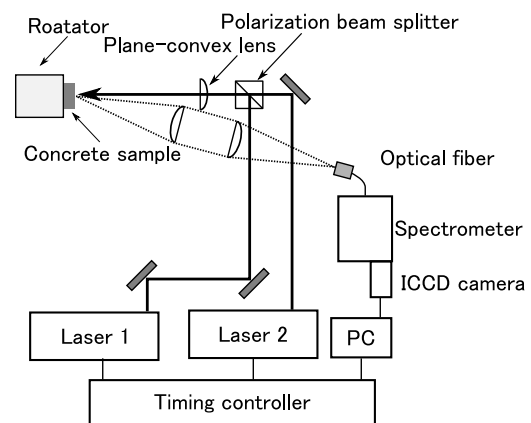 Roatator
Polarization beam splitter
Plane-convex lens
Concrete sample
Optical fiber
Spectrometer
ICCD camera
Laser 1
Laser 2
PC
Timing controller